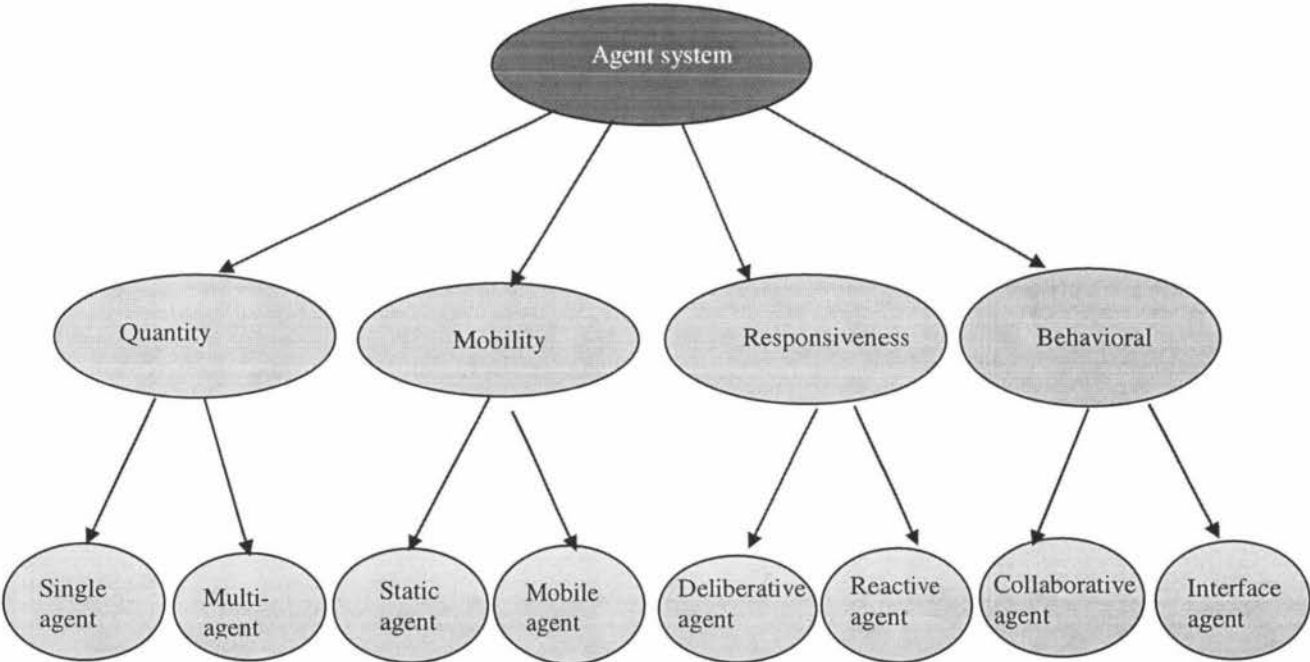 Agent system
Quantity
Mobility
Responsiveness
Behavioral
Single
agent
Multi-
agent
Static
agent
Mobile
agent
Deliberative
agent
Reactive
agent
Collaborative
agent
Interface
agent